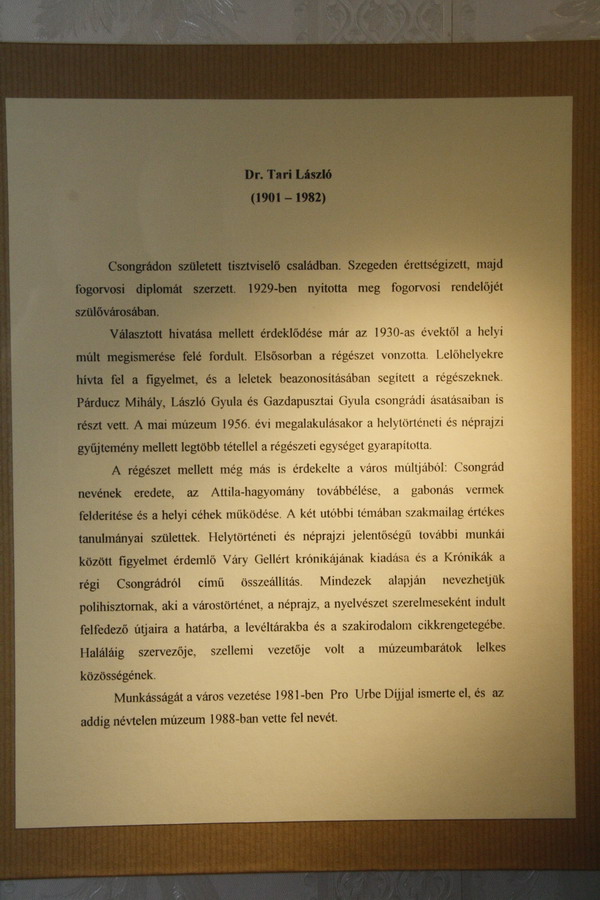 Dr. Tari László
(1901 – 1982)
Csongrádon született tisztviselő családban. Szegeden érettségizett, majd
fogorvosi diplomát szerzett. 1929-ben nyitotta meg fogorvosi rendelőjét
szülővárosában.
Választott hivatása mellett érdeklődése már az 1930-as évektől a helyi
múlt megismerése felé fordult. Elsősorban a régészet vonzotta. Lelőhelyekre
hívta fel a figyelmet, és a leletek beazonosításában segített a régészeknek.
Párducz Mihály, László Gyula és Gazdapusztai Gyula csongrádi ásatásaiban is
részt vett. A mai múzeum 1956. évi megalakulásakor a helytörténeti és néprajzi
gyűjtemény mellett legtöbb tétellel a régészeti egységet gyarapította.
A régészet mellett még más is érdekelte a város múltjából: Csongrád
nevének eredete, az Attila-hagyomány továbbélése, a gabonás vermek
felderítése és a helyi céhek működése. A két utóbbi témában szakmailag értékes
tanulmányai születtek. Helytörténeti és néprajzi jelentőségű további munkái
között figyelmet érdemlő Váry Gellért krónikájának kiadása és a Krónikák a
régi Csongrádról című összeállítás. Mindezek alapján nevezhetjük
polihisztornak, aki a várostörténet, a néprajz, a nyelvészet szerelmeseként indult
felfedező útjaira a határba, a levéltárakba és a szakirodalom cikkrengetegébe.
Haláláig szervezője, szellemi vezetője volt a múzeumbarátok lelkes
közösségének.
Munkásságát a város vezetése 1981-ben Pro Urbe Díjjal ismerte el, és az
addig névtelen múzeum 1988-ban vette fel nevét.